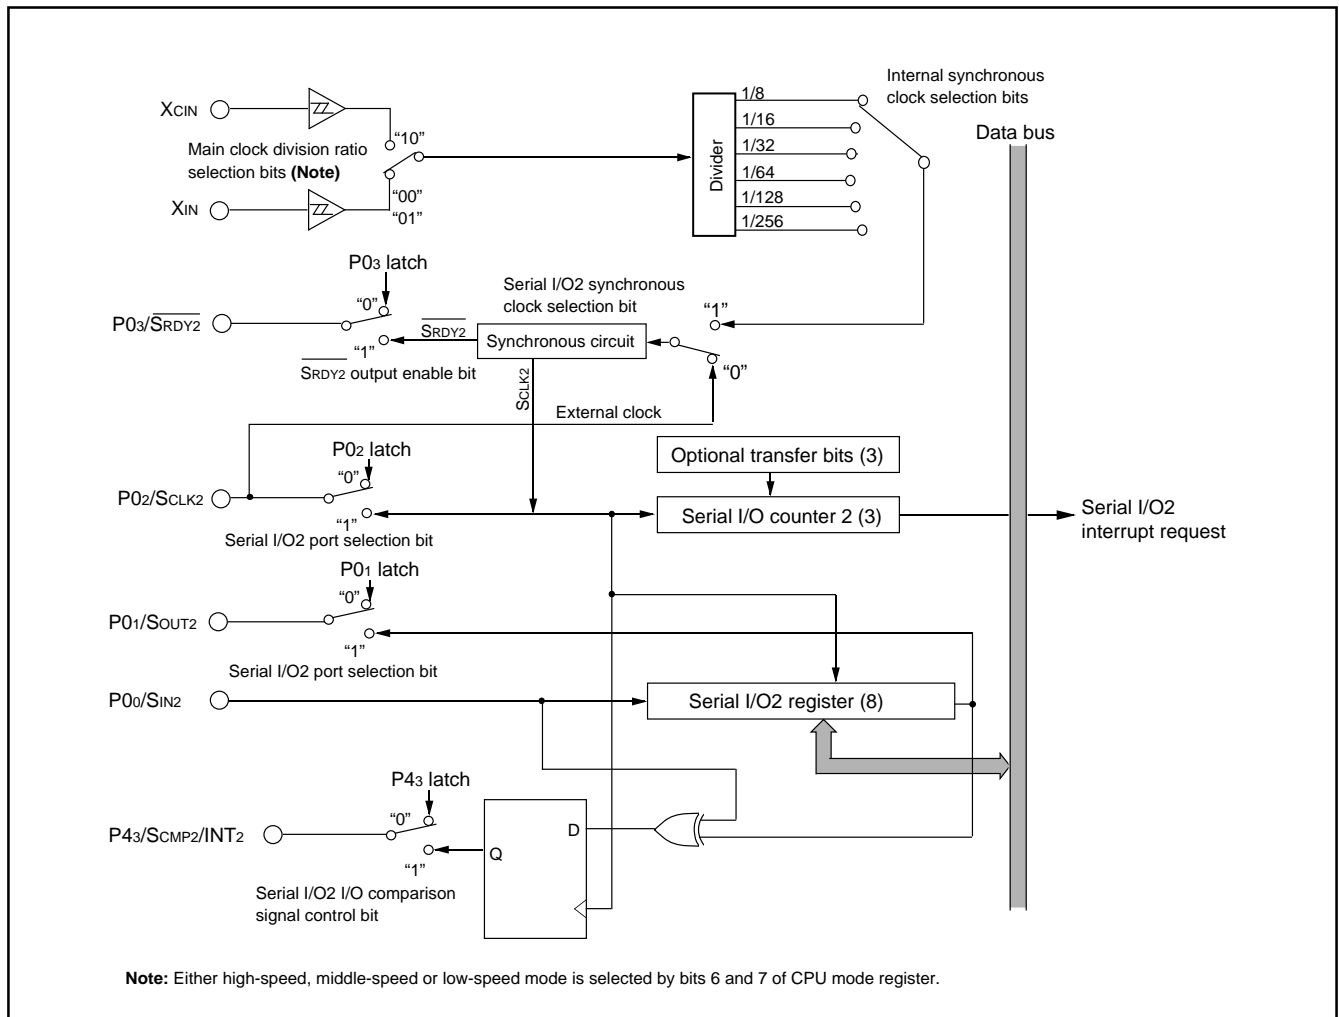 Internal synchronous
clock selection bits
XCIN
1/8
1/16
Data bus
"10"
Main clock division ratio
selection bits (Note)
1/32
Divider
1/64
"00"
1/128
XIN
"01"
1/256
P03 latch
Serial I/O2 synchronous
clock selection bit
"0"
"1"
P03/SRDY2
SRDY2
Synchronous circuit
"1"
SRDY2 output enable bit
"0"
SCLK2
External clock
P02 latch
Optional transfer bits (3)
"0"
P02/SCLK2
Serial I/O counter 2 (3)
Serial I/O2
interrupt request
"1"
Serial I/O2 port selection bit
P01 latch
"0"
P01/SOUT2
"1"
Serial I/O2 port selection bit
P00/SIN2
Serial I/O2 register (8)
P43 latch
"0"
P43/SCMP2/INT2
D
Q
"1"
Serial I/O2 I/O comparison
signal control bit
Note: Either high-speed, middle-speed or low-speed mode is selected by bits 6 and 7 of CPU mode register.